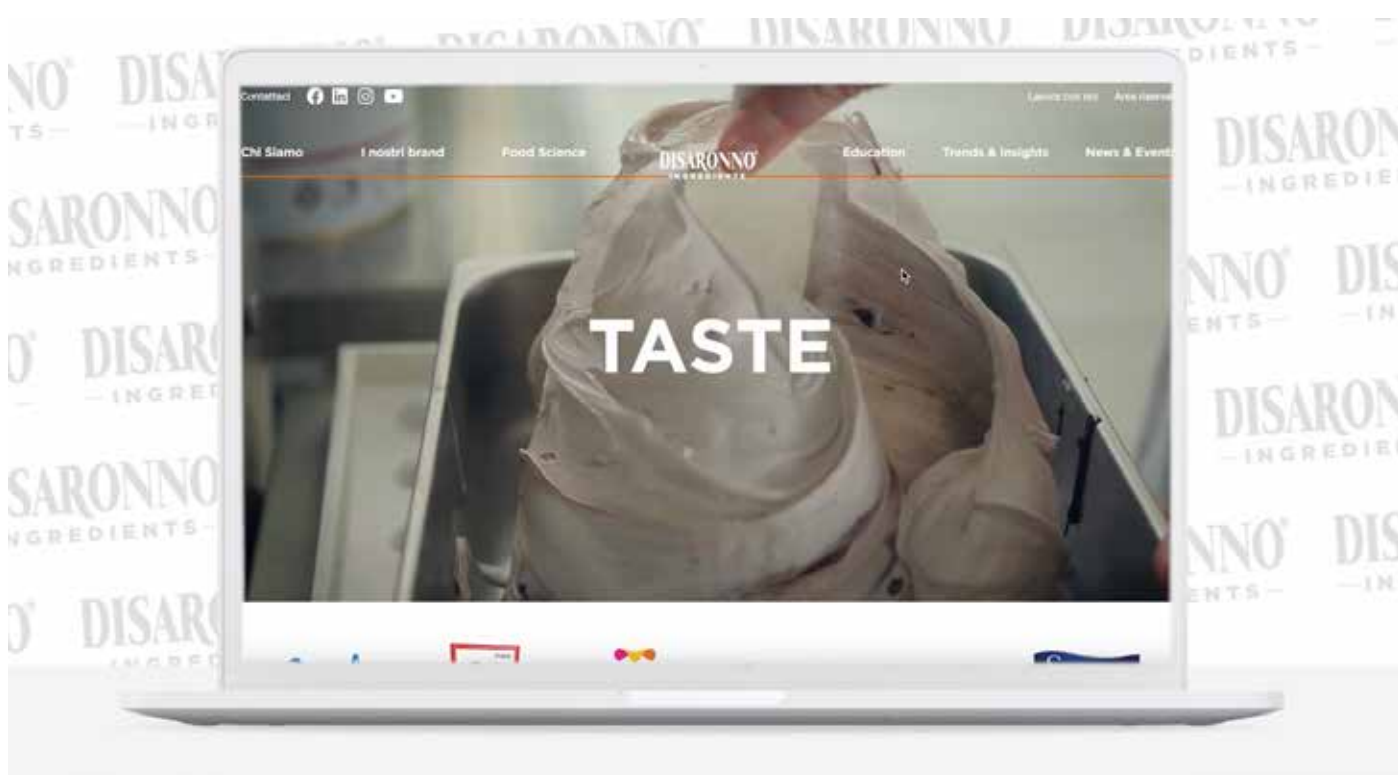 Contattaci
Lavora con noi Area riservata
Chi Siamo I nostri brand Food Science DISARONNO INGREDIENTS Education Trends & Insights News & Events
TASTE
DISARONNO
INGREDIENTS